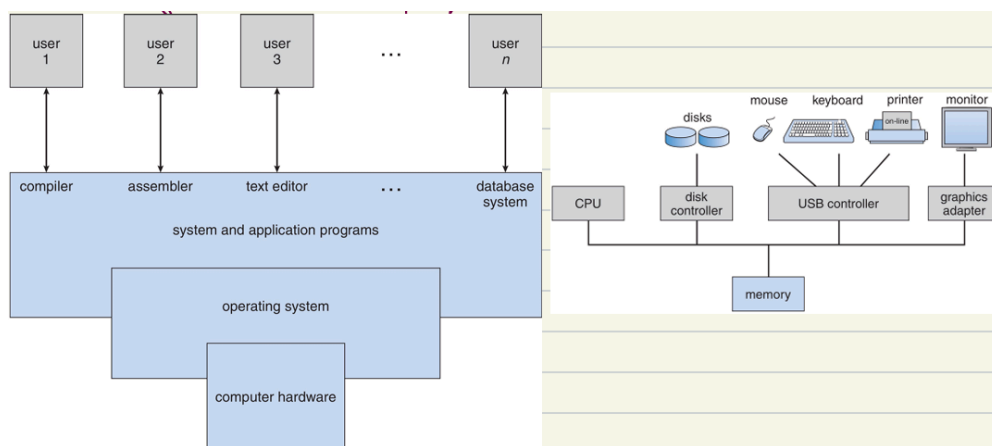 user
1
user
2
user
3
...
user
n
compiler
assembler
text editor
...
database
system
system and application programs
operating system
computer hardware
mouse
keyboard
printer
monitor
disks
on-line
CPU
disk
controller
USB controller
graphics
adapter
memory